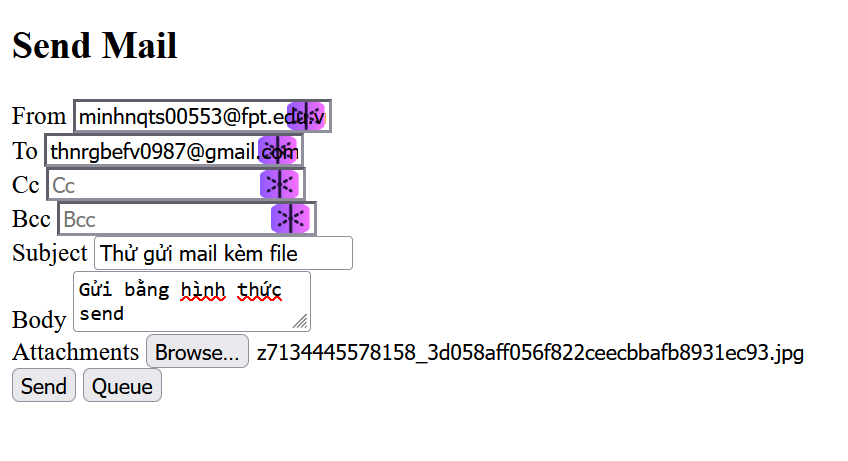 Send Mail
From minhnqts00553@fpt.edu.v
To thnrgbefv0987@gmail.com
Cc Cc
Bcc Bcc
Subject Thử gửi mail kèm file
Body Gửi bằng hình thức
send
Attachments Browse... z7134445578158_3d058aff056f822ceecbbafb8931ec93.jpg
Send Queue